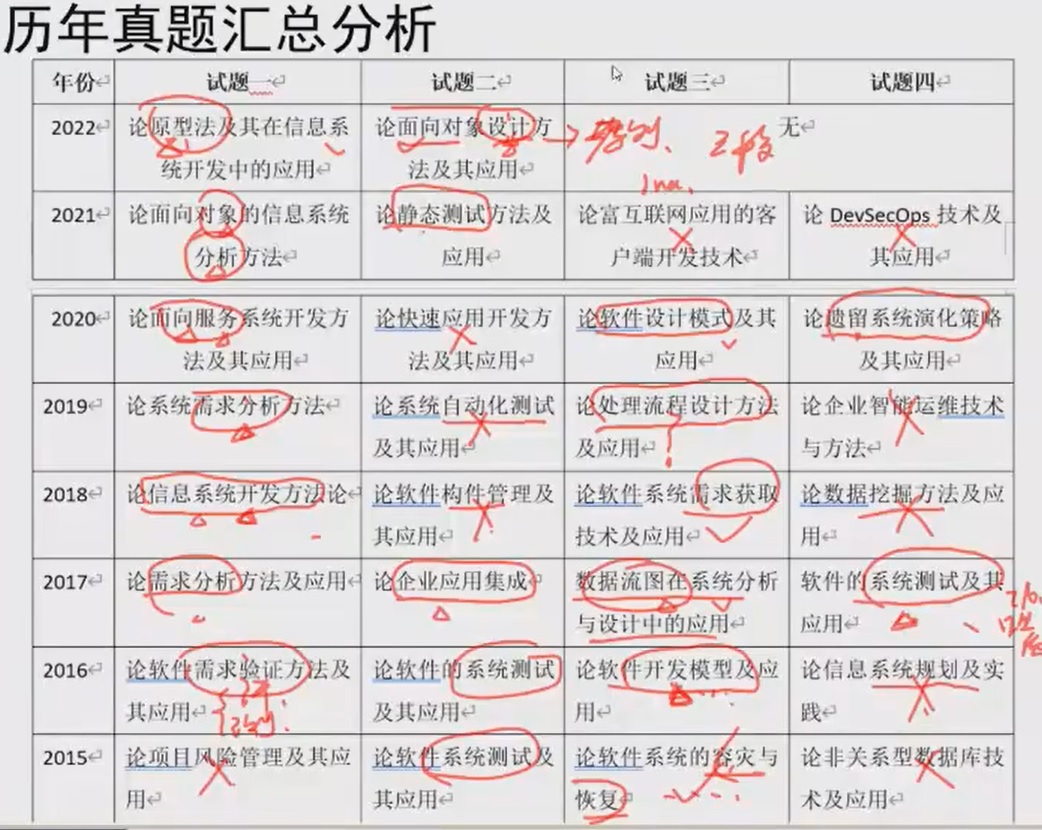 历年真题汇总分析
年份 试题一 试题二 试题三 试题四
2022 论原型法及其在信息系 论面向对象设计方 无
统开发中的应用 法及其应用
2021 论面向对象的信息系统 论静态测试方法及 论富互联网应用的客 论 DevSecOps 技术及
分析方法 应用 户端开发技术 其应用
2020 论面向服务系统开发方 论快速应用开发方 论软件设计模式及其 论遗留系统演化策略
法及其应用 法及其应用 应用 及其应用
2019 论系统需求分析方法 论系统自动化测试 论处理流程设计方法 论企业智能运维技术
及其应用 及应用 与方法
2018 论信息系统开发方法论 论软件构件管理及 论软件系统需求获取 论数据挖掘方法及应
其应用 技术及应用 用
2017 论需求分析方法及应用 论企业应用集成 数据流图在系统分析 软件的系统测试及其
与设计中的应用 应用
2016 论软件需求验证方法及 论软件的系统测试 论软件开发模型及应 论信息系统规划及实
其应用 及其应用 用 践
2015 论项目风险管理及其应 论软件系统测试及 论软件系统的容灾与 论非关系型数据库技
用 其应用 恢复 术及应用